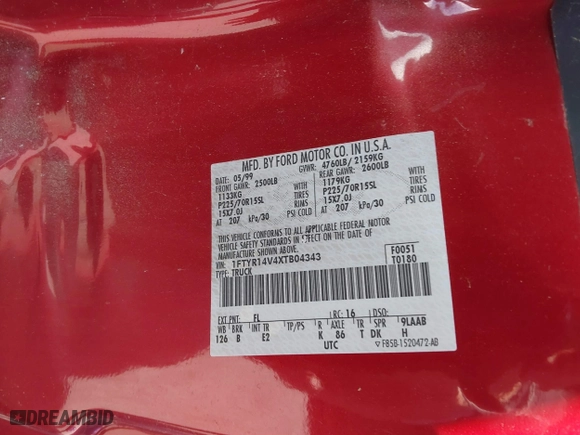 MFD. BY FORD MOTOR CO. IN U.S.A.
DATE: 05/99 GVWR: 4760LB/ 2159KG
FRONT GAWR: 2500LB REAR GAWR: 2600LB
1133KG WITH 1179KG WITH
P225/70R15SL TIRES P225/70R15SL TIRES
15X7.0J RIMS 15X7.0J RIMS
AT 207 kPa/30 PSI COLD AT 207 kPa/30 PSI COLD
THIS VEHICLE CONFORMS TO ALL APPLICABLE FEDERAL MOTOR
VEHICLE SAFETY STANDARDS IN EFFECT ON THE DATE OF
MANUFACTURE SHOWN ABOVE.
VIN: 1FTYR14V4XTB04343 F0051
TYPE: TRUCK T0180
EXT PNT: FL RC: 16 DSO:
WB BRK INT TR TP/PS R AXLE TR SPR 9LAAB
126 B E2 K 86 T DK H
UTC ▽ F85B-1520472-AB
DREAMBID